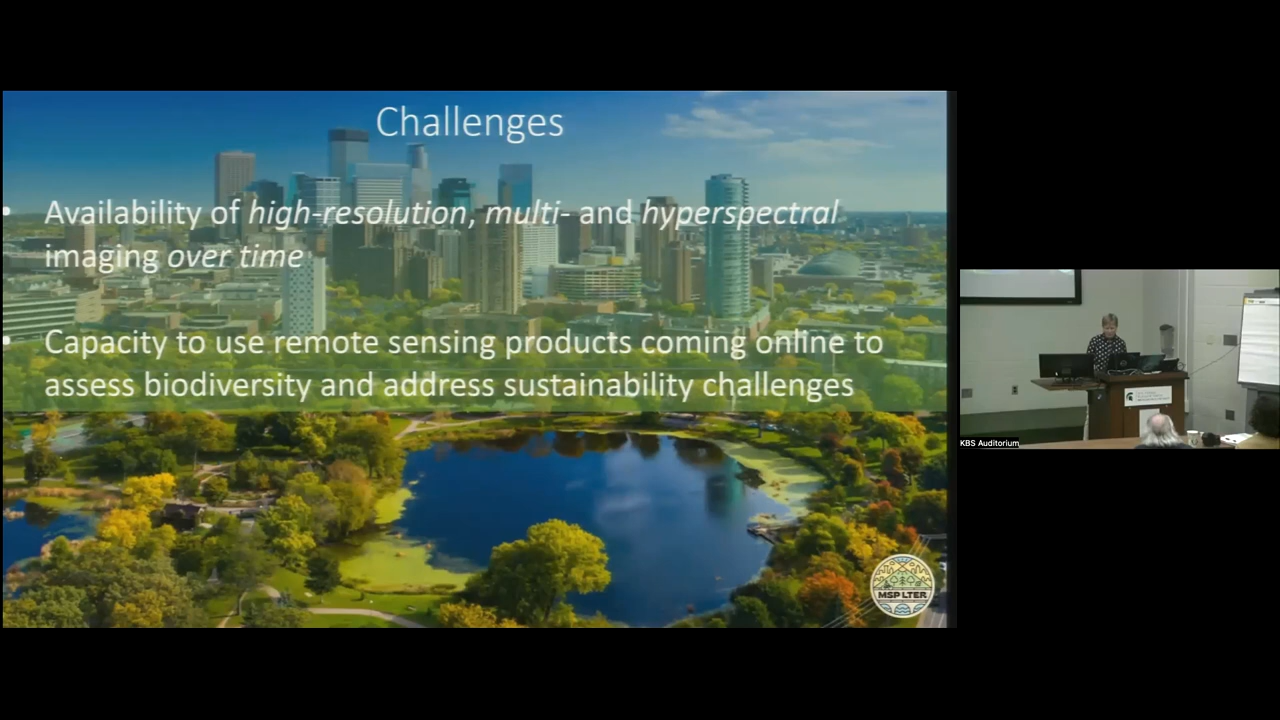 Challenges
Availability of high-resolution, multi- and hyperspectral
imaging over time
Capacity to use remote sensing products coming online to
assess biodiversity and address sustainability challenges
MSP LTER
KBS Auditorium